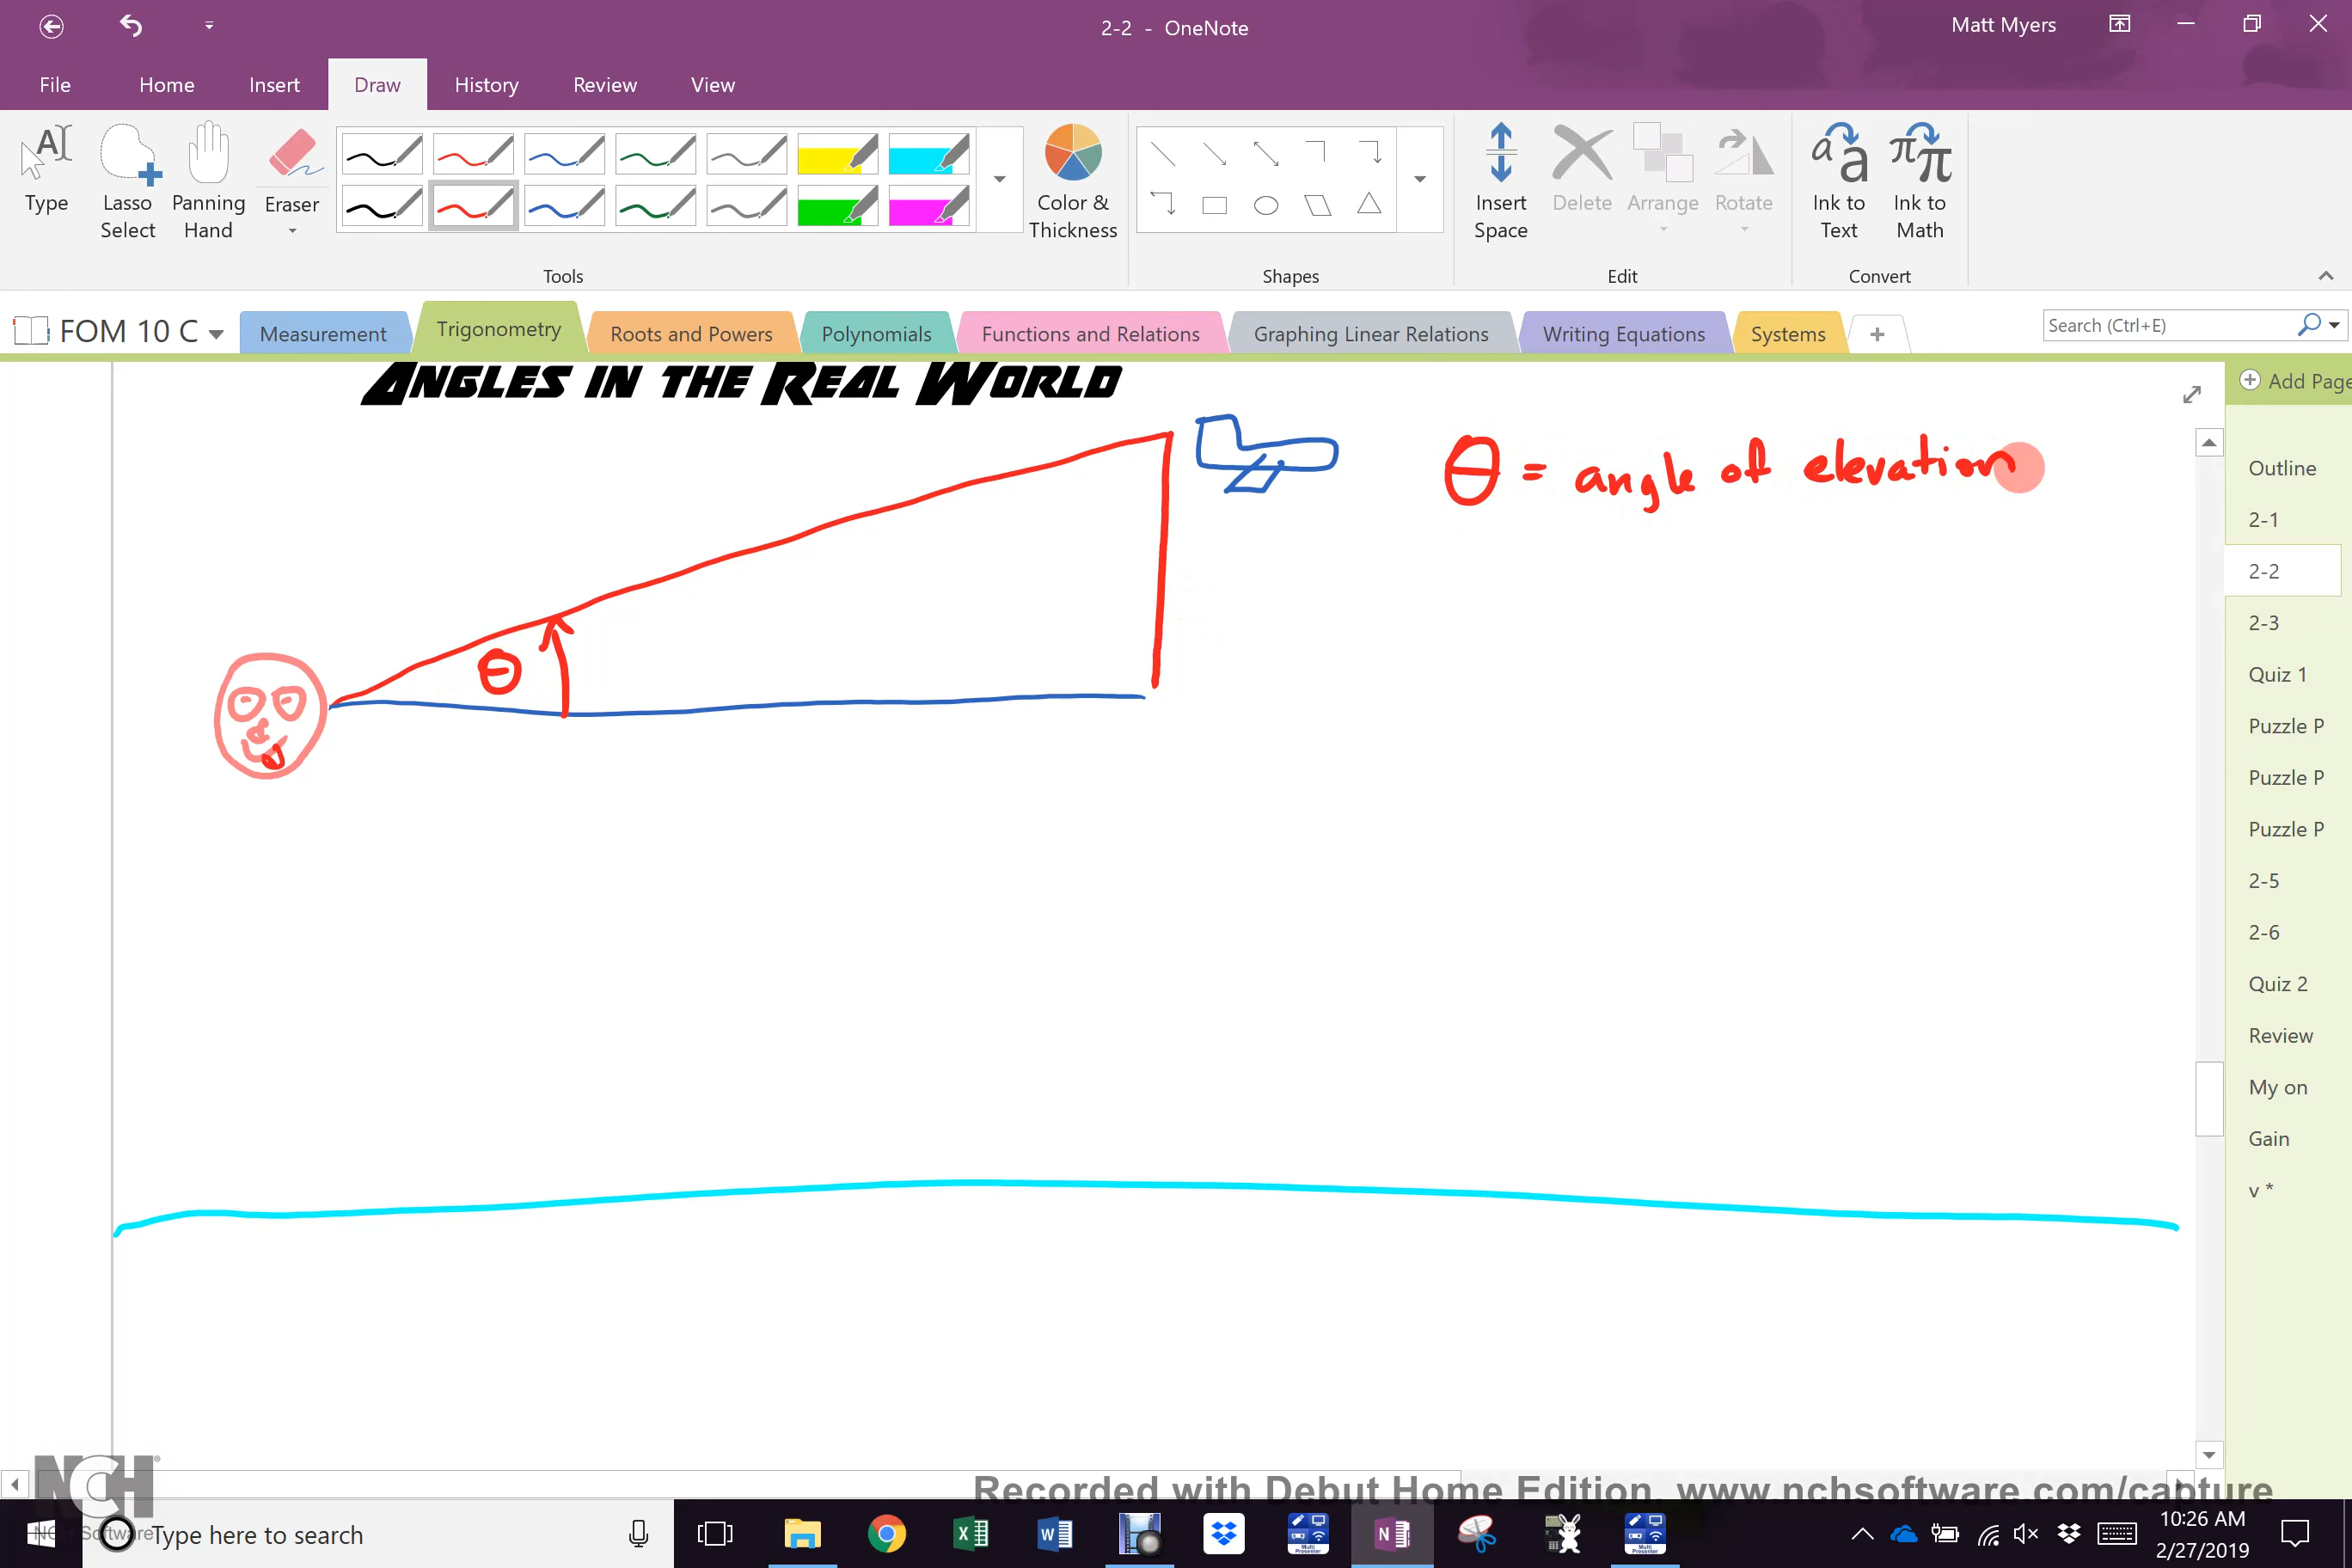 2-2 - OneNote
Matt Myers
File Home Insert Draw History Review View
Type
Lasso Select
Panning Hand
Eraser
Color & Thickness
Insert Space
Delete
Arrange
Rotate
Ink to Text
Ink to Math
Tools Shapes Edit Convert
FOM 10 C Measurement Trigonometry Roots and Powers Polynomials Functions and Relations Graphing Linear Relations Writing Equations Systems +
Search (Ctrl+E)
Angles in the Real World
θ = angle of elevation
θ
Add Page
Outline
2-1
2-2
2-3
Quiz 1
Puzzle P
Puzzle P
Puzzle P
2-5
2-6
Quiz 2
Review
My on
Gain
v *
NCH®
NCH Software
Recorded with Debut Home Edition. www.nchsoftware.com/capture
Type here to search
10:26 AM
2/27/2019